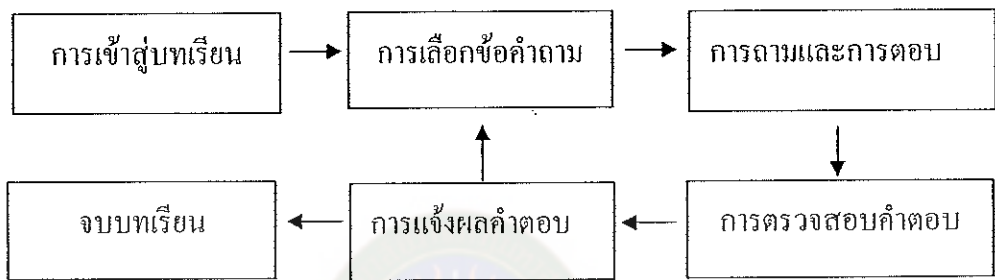 การเข้าสู่บทเรียน
การเลือกข้อคำถาม
การถามและการตอบ
จบบทเรียน
การแจ้งผลคำตอบ
การตรวจสอบคำตอบ